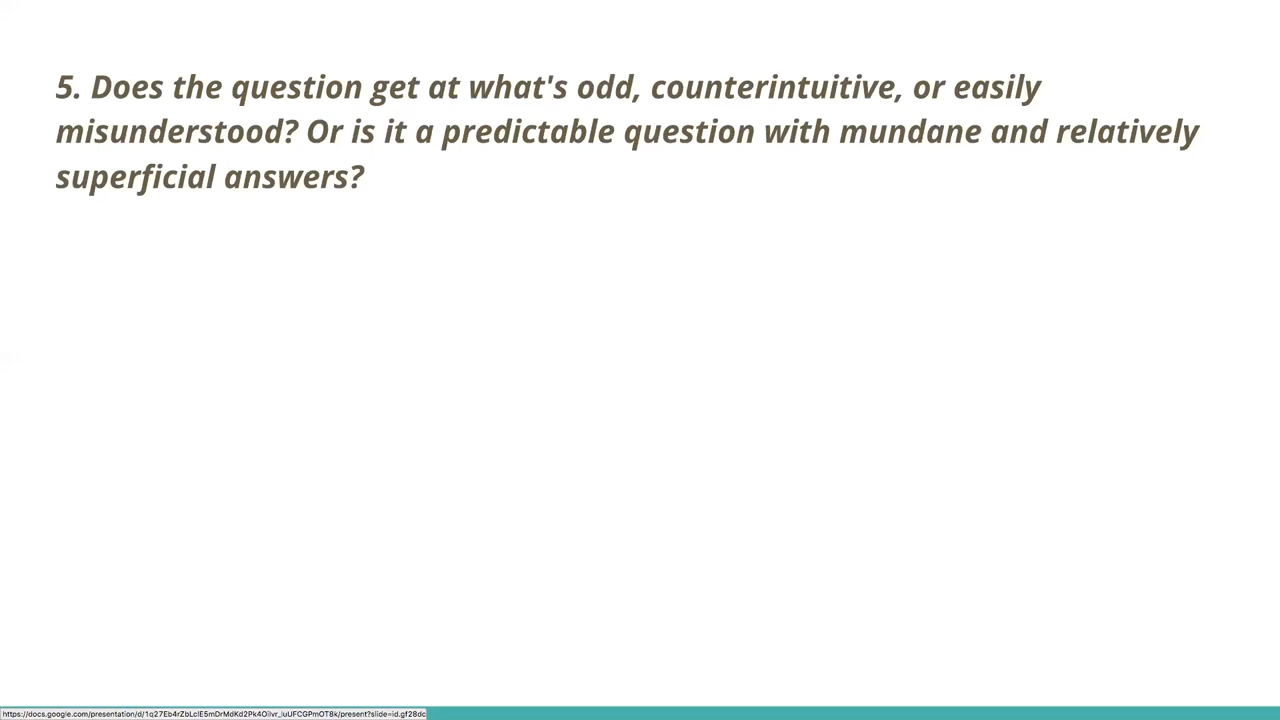 5. Does the question get at what's odd, counterintuitive, or easily
misunderstood? Or is it a predictable question with mundane and relatively
superficial answers?